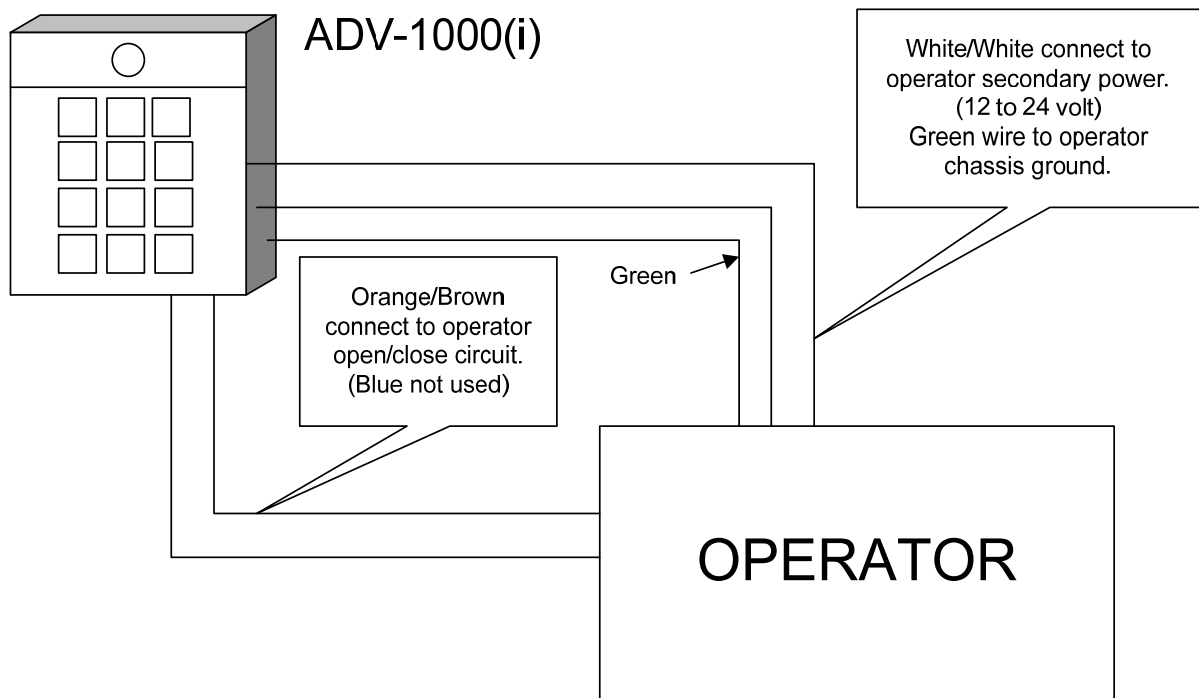 ADV-1000(i)
White/White connect to
operator secondary power.
(12 to 24 volt)
Green wire to operator
chassis ground.
Green
Orange/Brown
connect to operator
open/close circuit.
(Blue not used)
OPERATOR